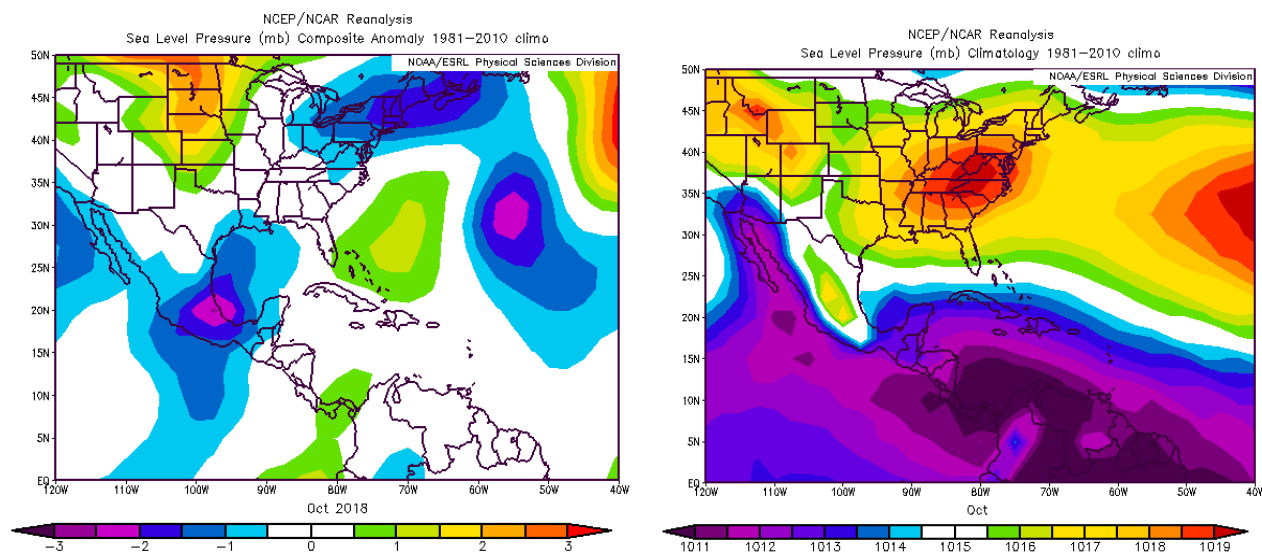 NCEP/NCAR Reanalysis
Sea Level Pressure (mb) Composite Anomaly 1981-2010 climo
NOAA/ESRL Physical Sciences Division
50N
45N
40N
35N
30N
25N
20N
15N
10N
5N
EQ
120W 110W 100W 90W 80W 70W 60W 50W 40W
Oct 2018
-3 -2 -1 0 1 2 3
NCEP/NCAR Reanalysis
Sea Level Pressure (mb) Climatology 1981-2010 climo
NOAA/ESRL Physical Sciences Division
50N
45N
40N
35N
30N
25N
20N
15N
10N
5N
EQ
120W 110W 100W 90W 80W 70W 60W 50W 40W
Oct
1011 1012 1013 1014 1015 1016 1017 1018 1019